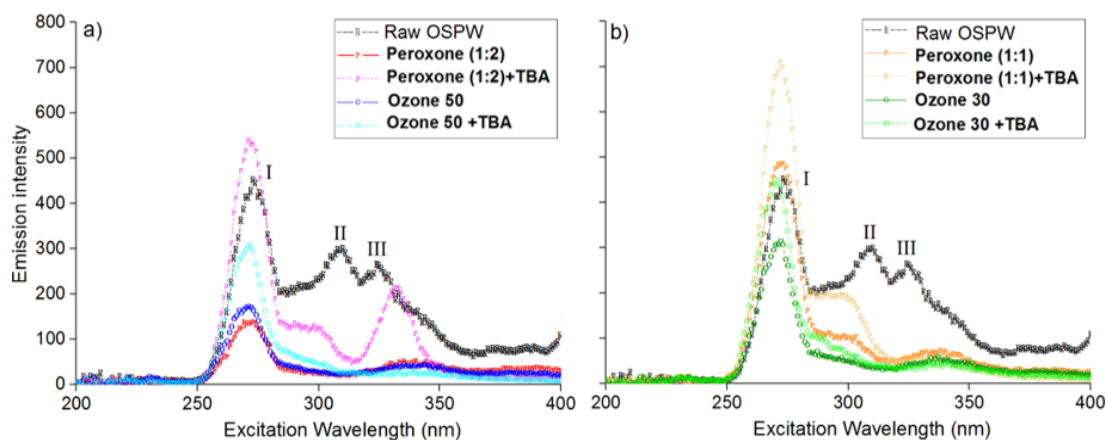 a)
Raw OSPW
Peroxone (1:2)
Peroxone (1:2)+TBA
Ozone 50
Ozone 50 +TBA
I
II
III
800
700
600
500
400
300
200
100
0
Emission intensity
200
250
300
350
400
Excitation Wavelength (nm)
b)
Raw OSPW
Peroxone (1:1)
Peroxone (1:1)+TBA
Ozone 30
Ozone 30 +TBA
I
II
III
200
250
300
350
400
Excitation Wavelength (nm)